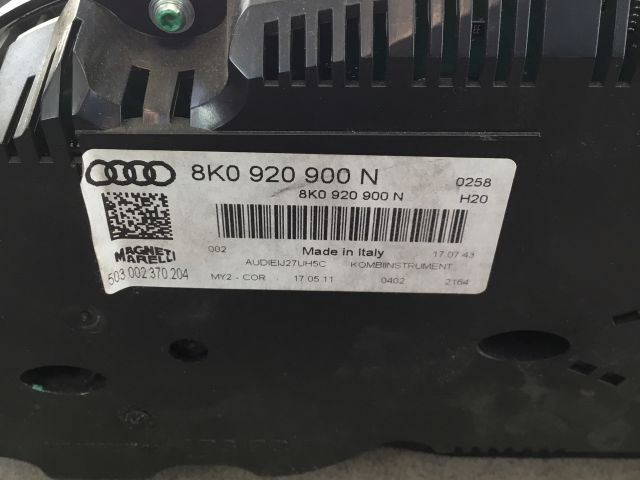 8K0 920 900 N 0258
8K0 920 900 N H20
MAGNETI
MARELLI
503 002 370 204
002 Made in Italy 17.07.43
AUDIEIJ27UH5C KOMBIINSTRUMENT
MY2 - COR 17.05.11 0402 2164